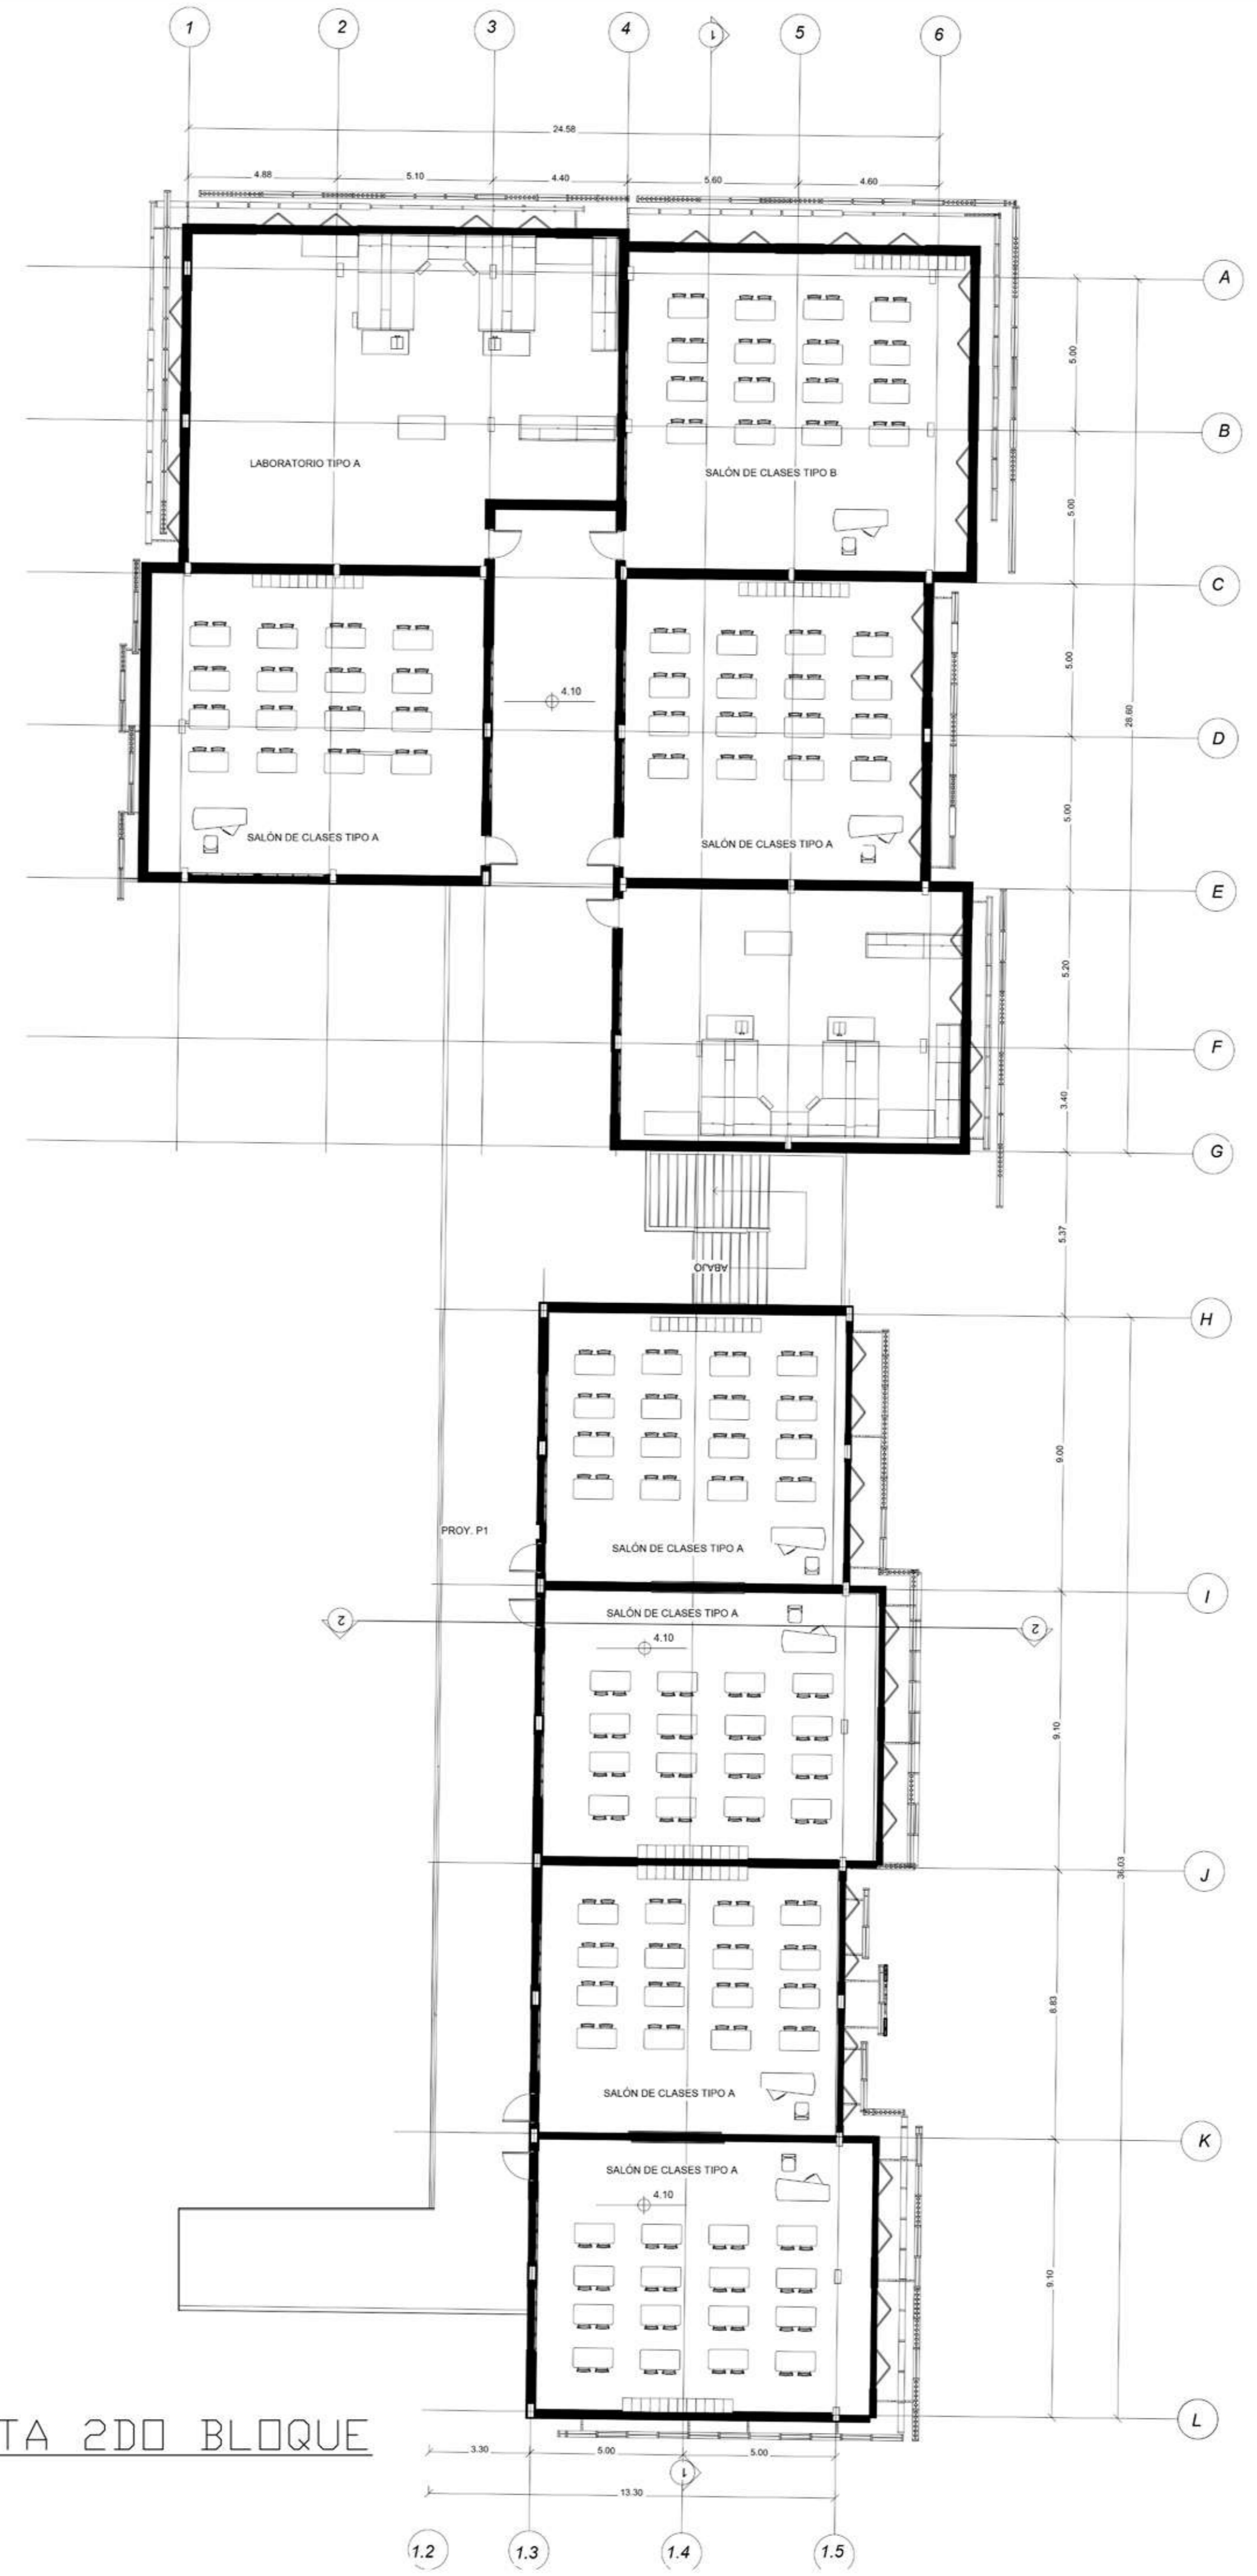 1 2 3 4 1 5 6
24.58
4.88 5.10 4.40 5.60 4.60
A
5.00
B
LABORATORIO TIPO A
SALÓN DE CLASES TIPO B
5.00
C
5.00
4.10
28.60
D
5.00
SALÓN DE CLASES TIPO A
SALÓN DE CLASES TIPO A
E
5.20
F
3.40
G
5.37
ABAJO
H
9.00
PROY. P1
SALÓN DE CLASES TIPO A
I
SALÓN DE CLASES TIPO A
2 2
4.10
9.10
J
36.03
8.83
SALÓN DE CLASES TIPO A
K
SALÓN DE CLASES TIPO A
4.10
9.10
L
TA 2DO BLOQUE
3.30 5.00 5.00
1
13.30
1.2 1.3 1.4 1.5